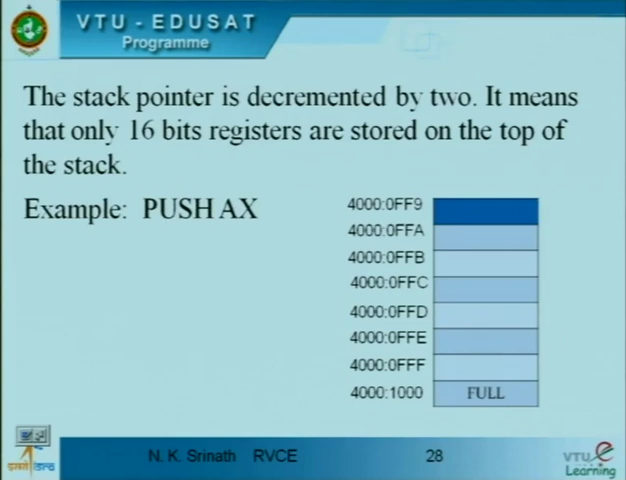 VTU - EDUSAT
Programme
The stack pointer is decremented by two. It means
that only 16 bits registers are stored on the top of
the stack.
Example: PUSH AX
4000:0FF9
4000:0FFA
4000:0FFB
4000:0FFC
4000:0FFD
4000:0FFE
4000:0FFF
4000:1000 FULL
N. K. Srinath RVCE 28
VTU e
Learning